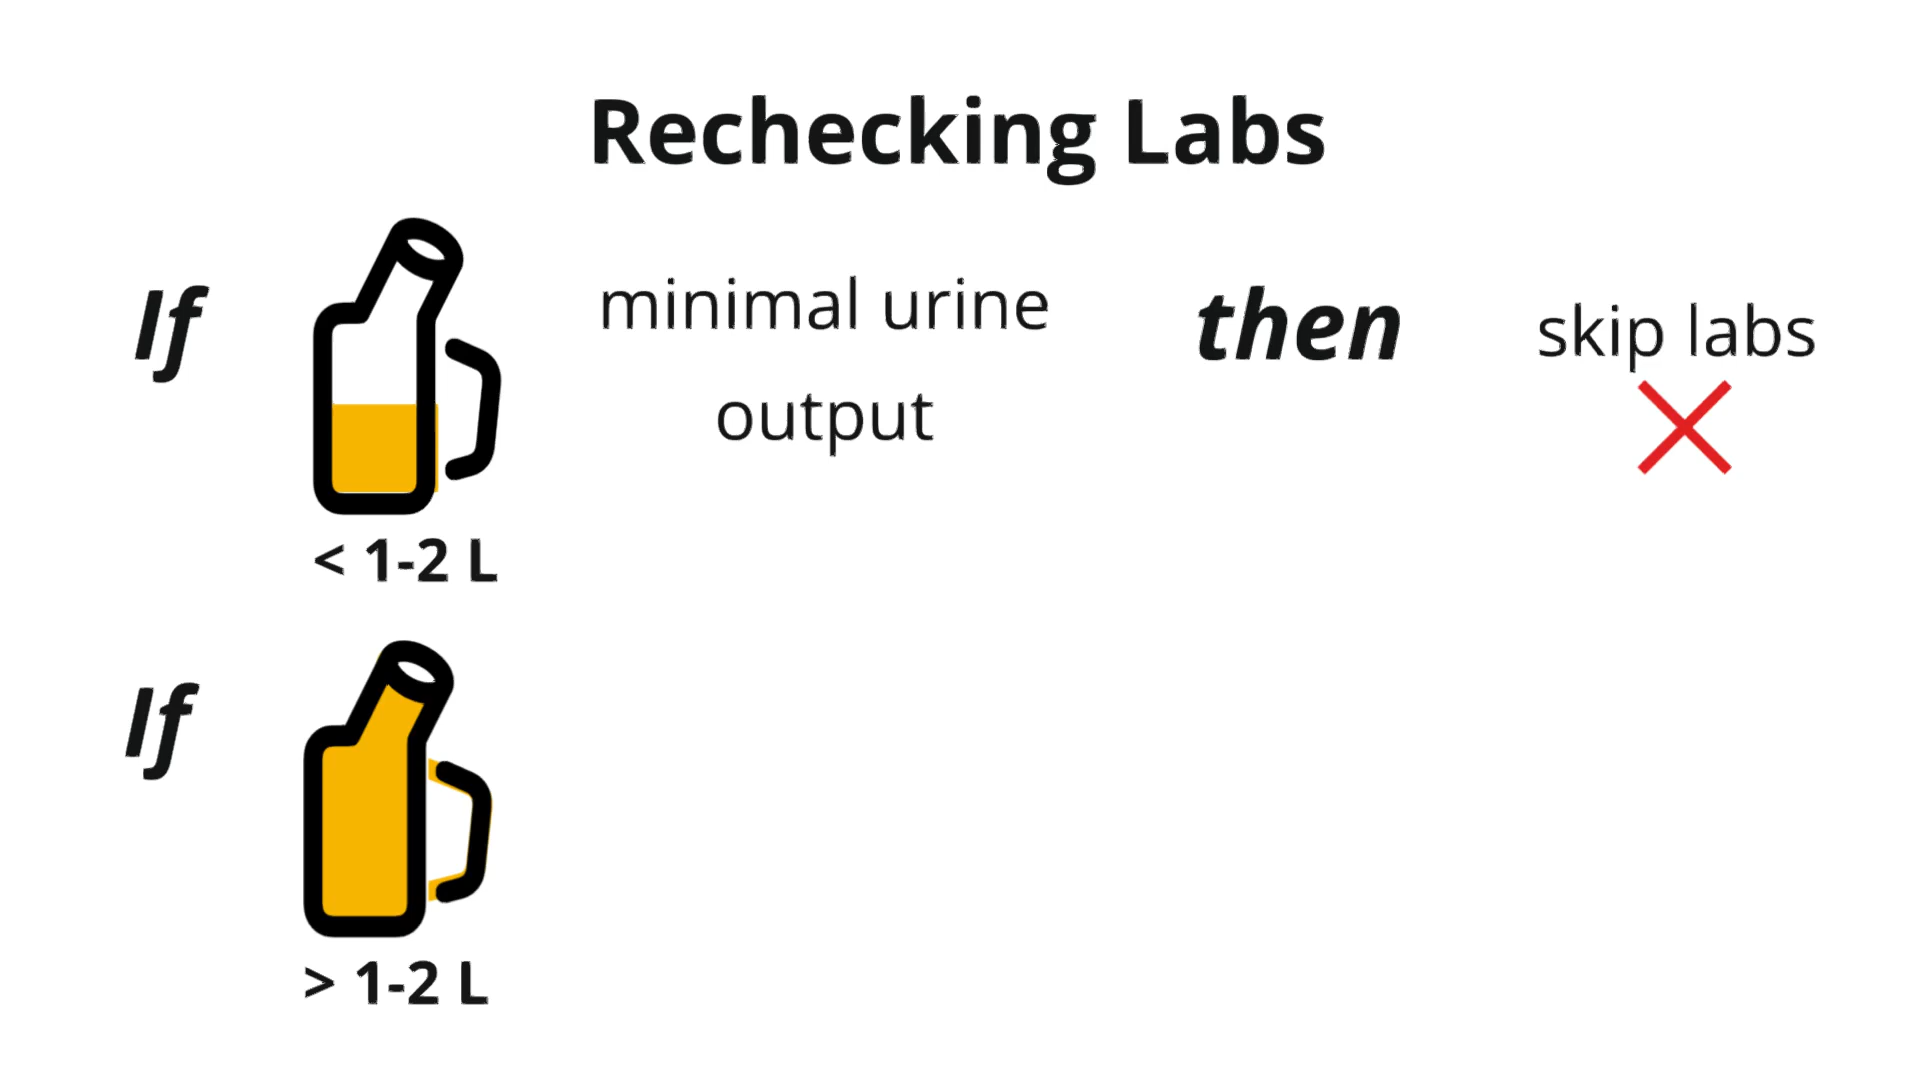 Rechecking Labs
If
minimal urine
output
then
skip labs
< 1-2 L
If
> 1-2 L